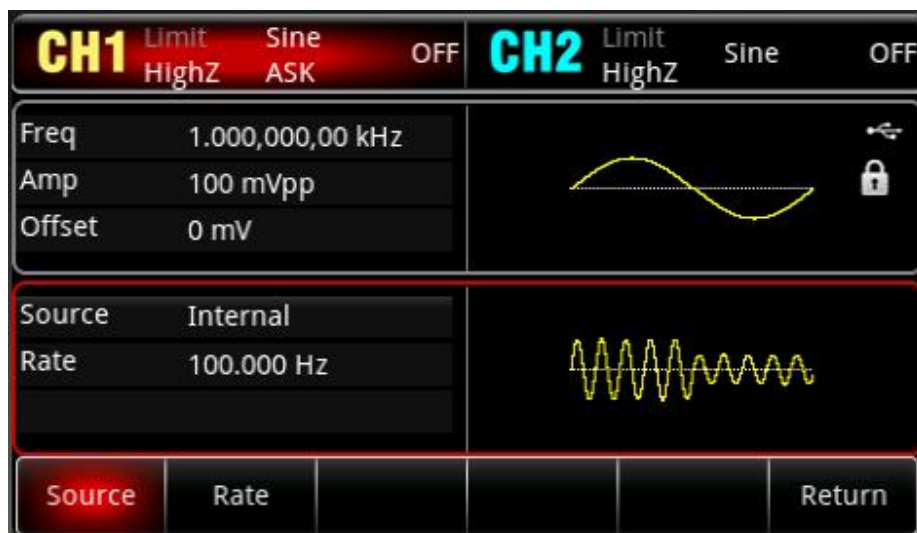 CH1 Limit Sine OFF CH2 Limit Sine OFF
HighZ ASK HighZ
Freq 1.000,000,00 kHz
Amp 100 mVpp
Offset 0 mV
Source Internal
Rate 100.000 Hz
Source Rate Return